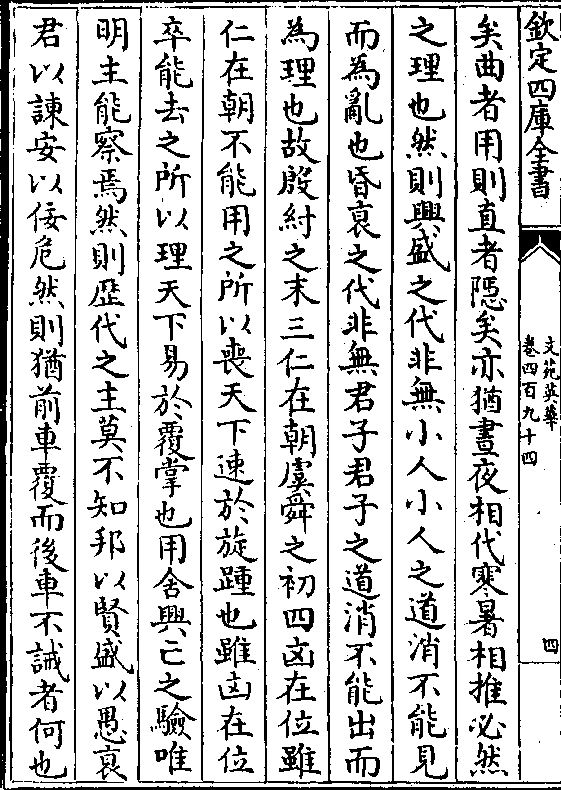 欽定四庫全書
文苑英華
卷四百九十四
四
矣曲者用則直者隱矣亦猶晝夜相代寒暑相推必然
之理也然則興盛之代非無小人小人之道消不能見
而為亂也昏衰之代非無君子君子之道消不能出而
為理也故殷紂之末三仁在朝虞舜之初四凶在位雖
仁在朝不能用之所以喪天下速於旋踵也雖凶在位
卒能去之所以理天下易於覆掌也用舍興亡之驗唯
明主能察焉然則歴代之主莫不知邦以賢盛以愚衰
君以諫安以佞危然則猶前車覆而後車不誡者何也